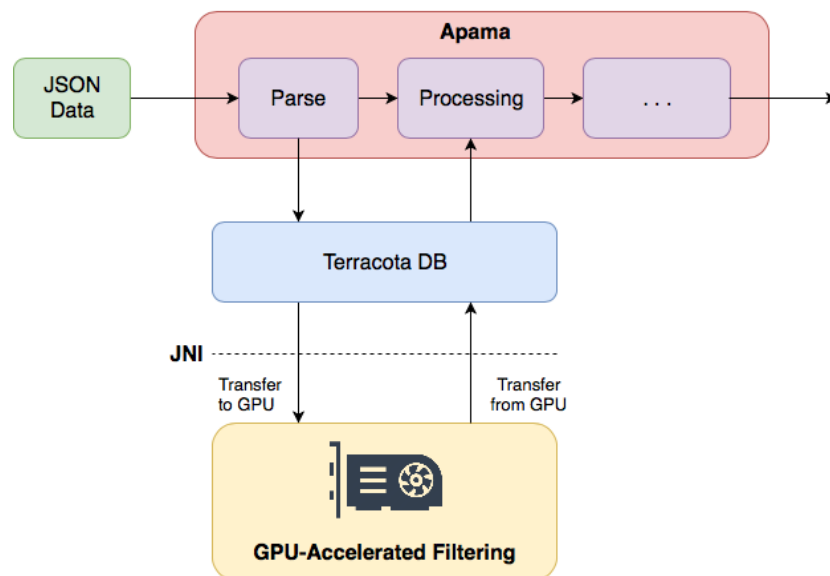 Apama
JSON
Data
Parse
Processing
...
Terracota DB
JNI
Transfer
to GPU
Transfer
from GPU
GPU-Accelerated Filtering